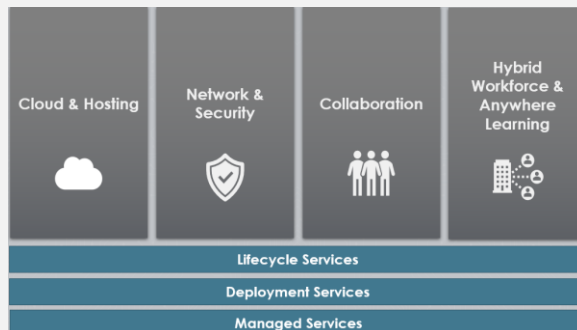 Cloud & Hosting
Network &
Security
Collaboration
Hybrid
Workforce &
Anywhere
Learning
Lifecycle Services
Deployment Services
Managed Services